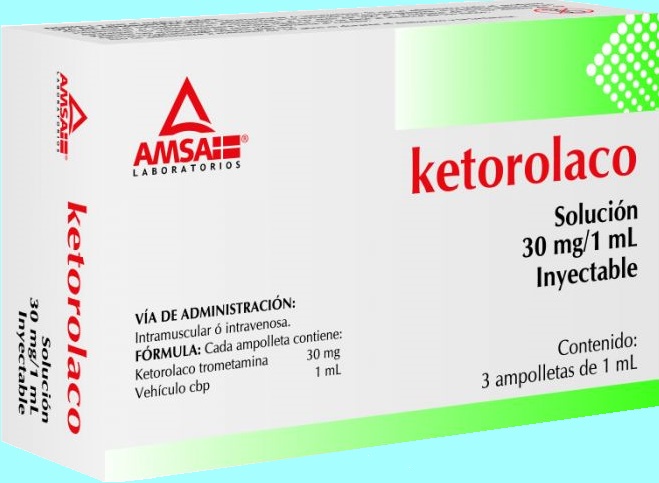 AMSA
LABORATORIOS
ketorolaco
Solución
30 mg/1 mL
Inyectable
AMSA®
LABORATORIOS
ketorolaco
Solución
30 mg/1 mL
Inyectable
VÍA DE ADMINISTRACIÓN:
Intramuscular ó intravenosa.
FÓRMULA: Cada ampolleta contiene:
Ketorolaco trometamina 30 mg
Vehículo cbp 1 mL
Contenido:
3 ampolletas de 1 mL